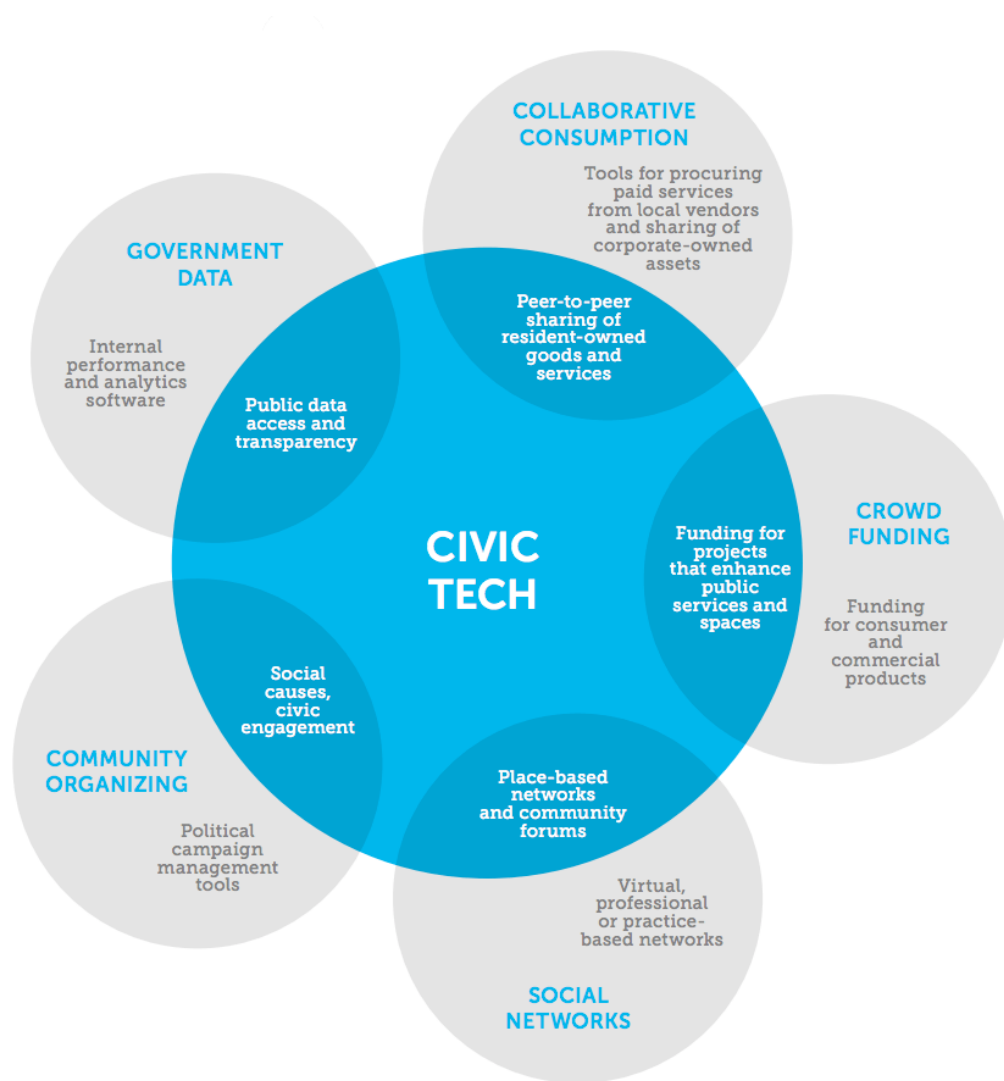 COLLABORATIVE
CONSUMPTION
Tools for procuring
paid services
from local vendors
and sharing of
corporate-owned
assets
Peer-to-peer
sharing of
resident-owned
goods and
services
GOVERNMENT
DATA
Internal
performance
and analytics
software
Public data
access and
transparency
CIVIC
TECH
CROWD
FUNDING
Funding for
projects
that enhance
public
services and
spaces
Funding
for consumer
and
commercial
products
Social
causes,
civic
engagement
COMMUNITY
ORGANIZING
Political
campaign
management
tools
Place-based
networks
and community
forums
Virtual,
professional
or practice-
based networks
SOCIAL
NETWORKS